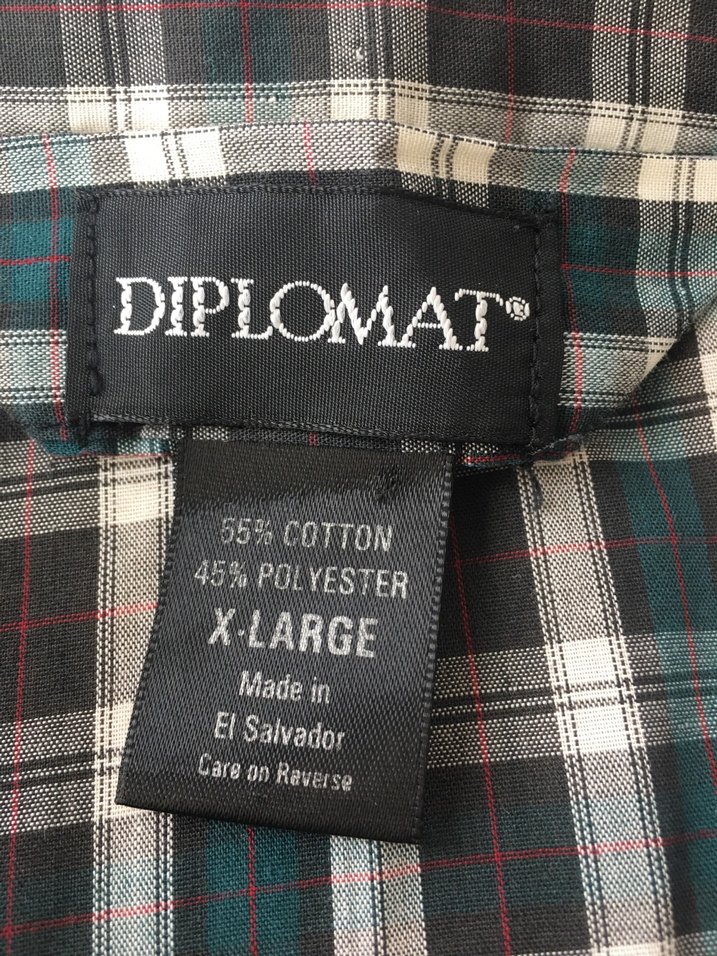 DIPLOMAT®
55% COTTON
45% POLYESTER
X-LARGE
Made in
El Salvador
Care on Reverse